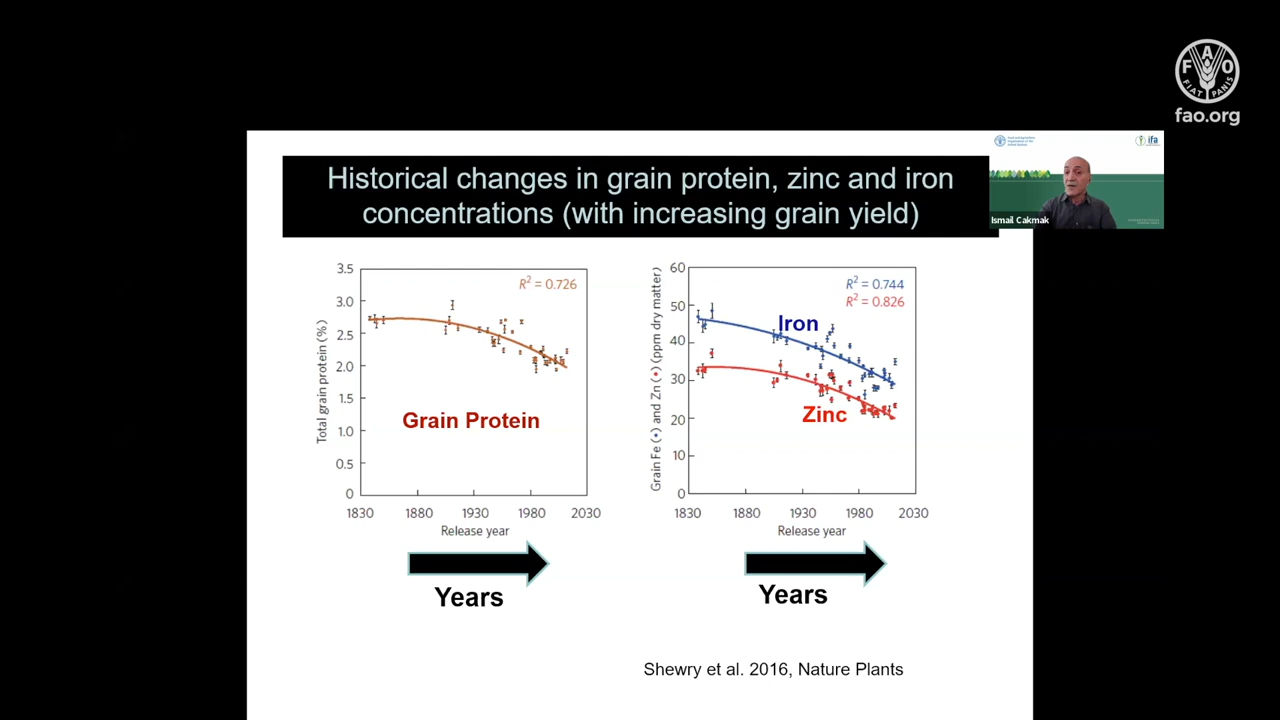 FAO
FIAT PANIS
fao.org
ifa
Ismail Cakmak
Historical changes in grain protein, zinc and iron
concentrations (with increasing grain yield)
3.5
3.0
2.5
2.0
1.5
1.0
0.5
0
Total grain protein (%)
R² = 0.726
Grain Protein
1830 1880 1930 1980 2030
Release year
Years
60
50
40
30
20
10
0
Grain Fe (•) and Zn (•) (ppm dry matter)
R² = 0.744
R² = 0.826
Iron
Zinc
1830 1880 1930 1980 2030
Release year
Years
Shewry et al. 2016, Nature Plants